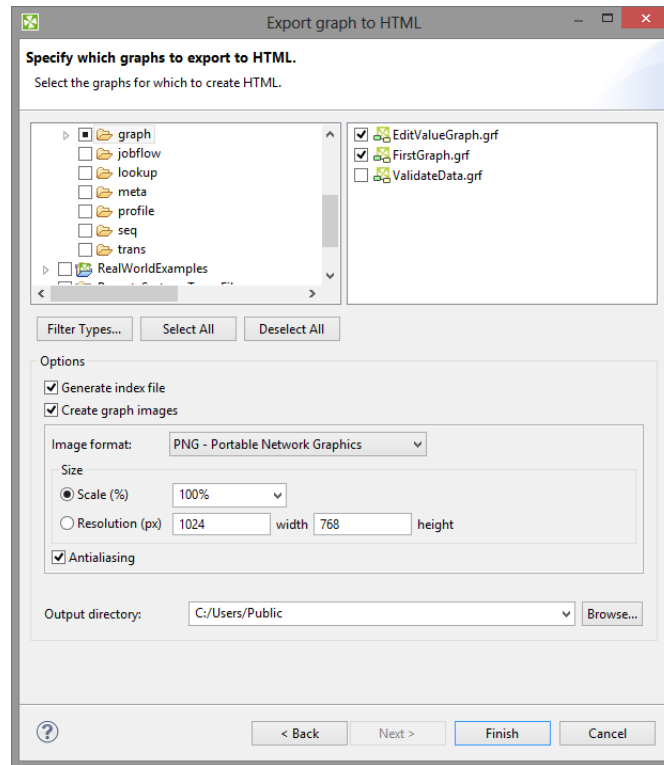 Export graph to HTML
Specify which graphs to export to HTML.
Select the graphs for which to create HTML.
graph
jobflow
lookup
meta
profile
seq
trans
RealWorldExamples
EditValueGraph.grf
FirstGraph.grf
ValidateData.grf
Filter Types... Select All Deselect All
Options
Generate index file
Create graph images
Image format: PNG - Portable Network Graphics
Size
Scale (%) 100%
Resolution (px) 1024 width 768 height
Antialiasing
Output directory: C:/Users/Public Browse...
< Back Next > Finish Cancel